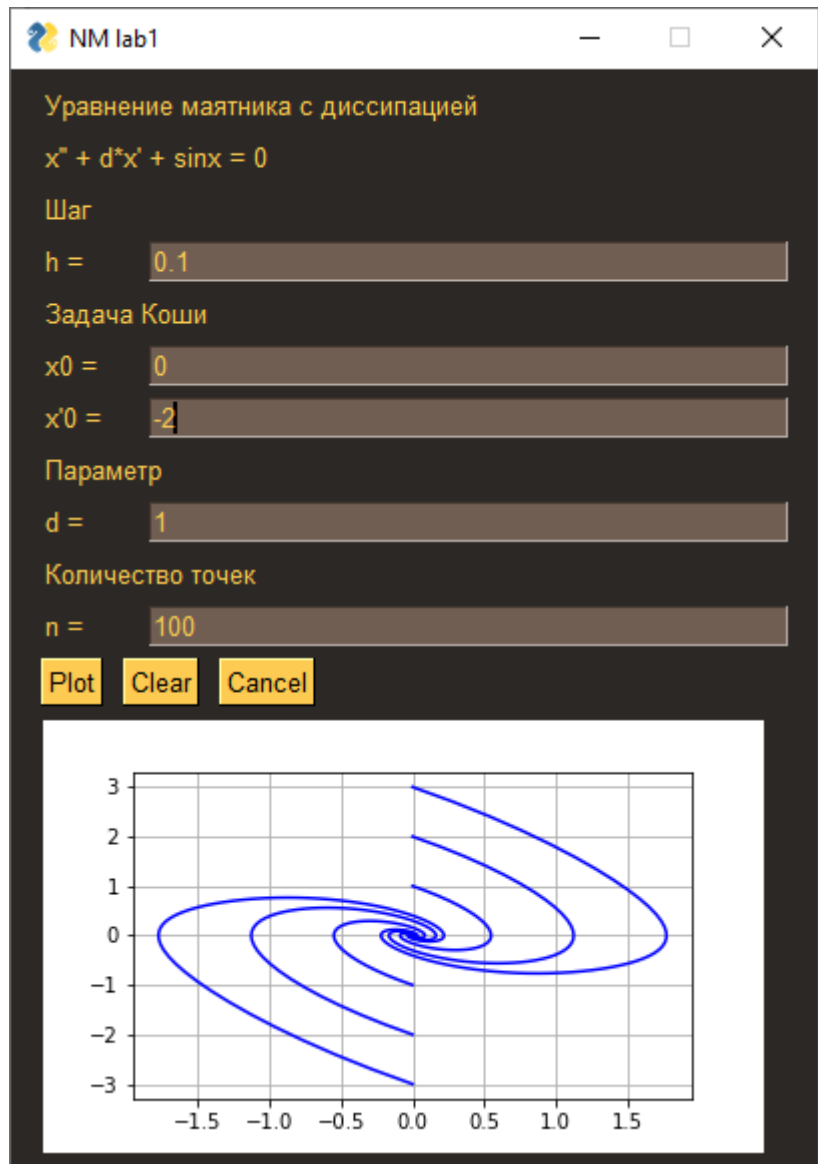 NM lab1
Уравнение маятника с диссипацией
x'' + d*x' + sinx = 0
Шаг
h = 0.1
Задача Коши
x0 = 0
x'0 = -2
Параметр
d = 1
Количество точек
n = 100
Plot Clear Cancel
3
2
1
0
−1
−2
−3
−1.5 −1.0 −0.5 0.0 0.5 1.0 1.5